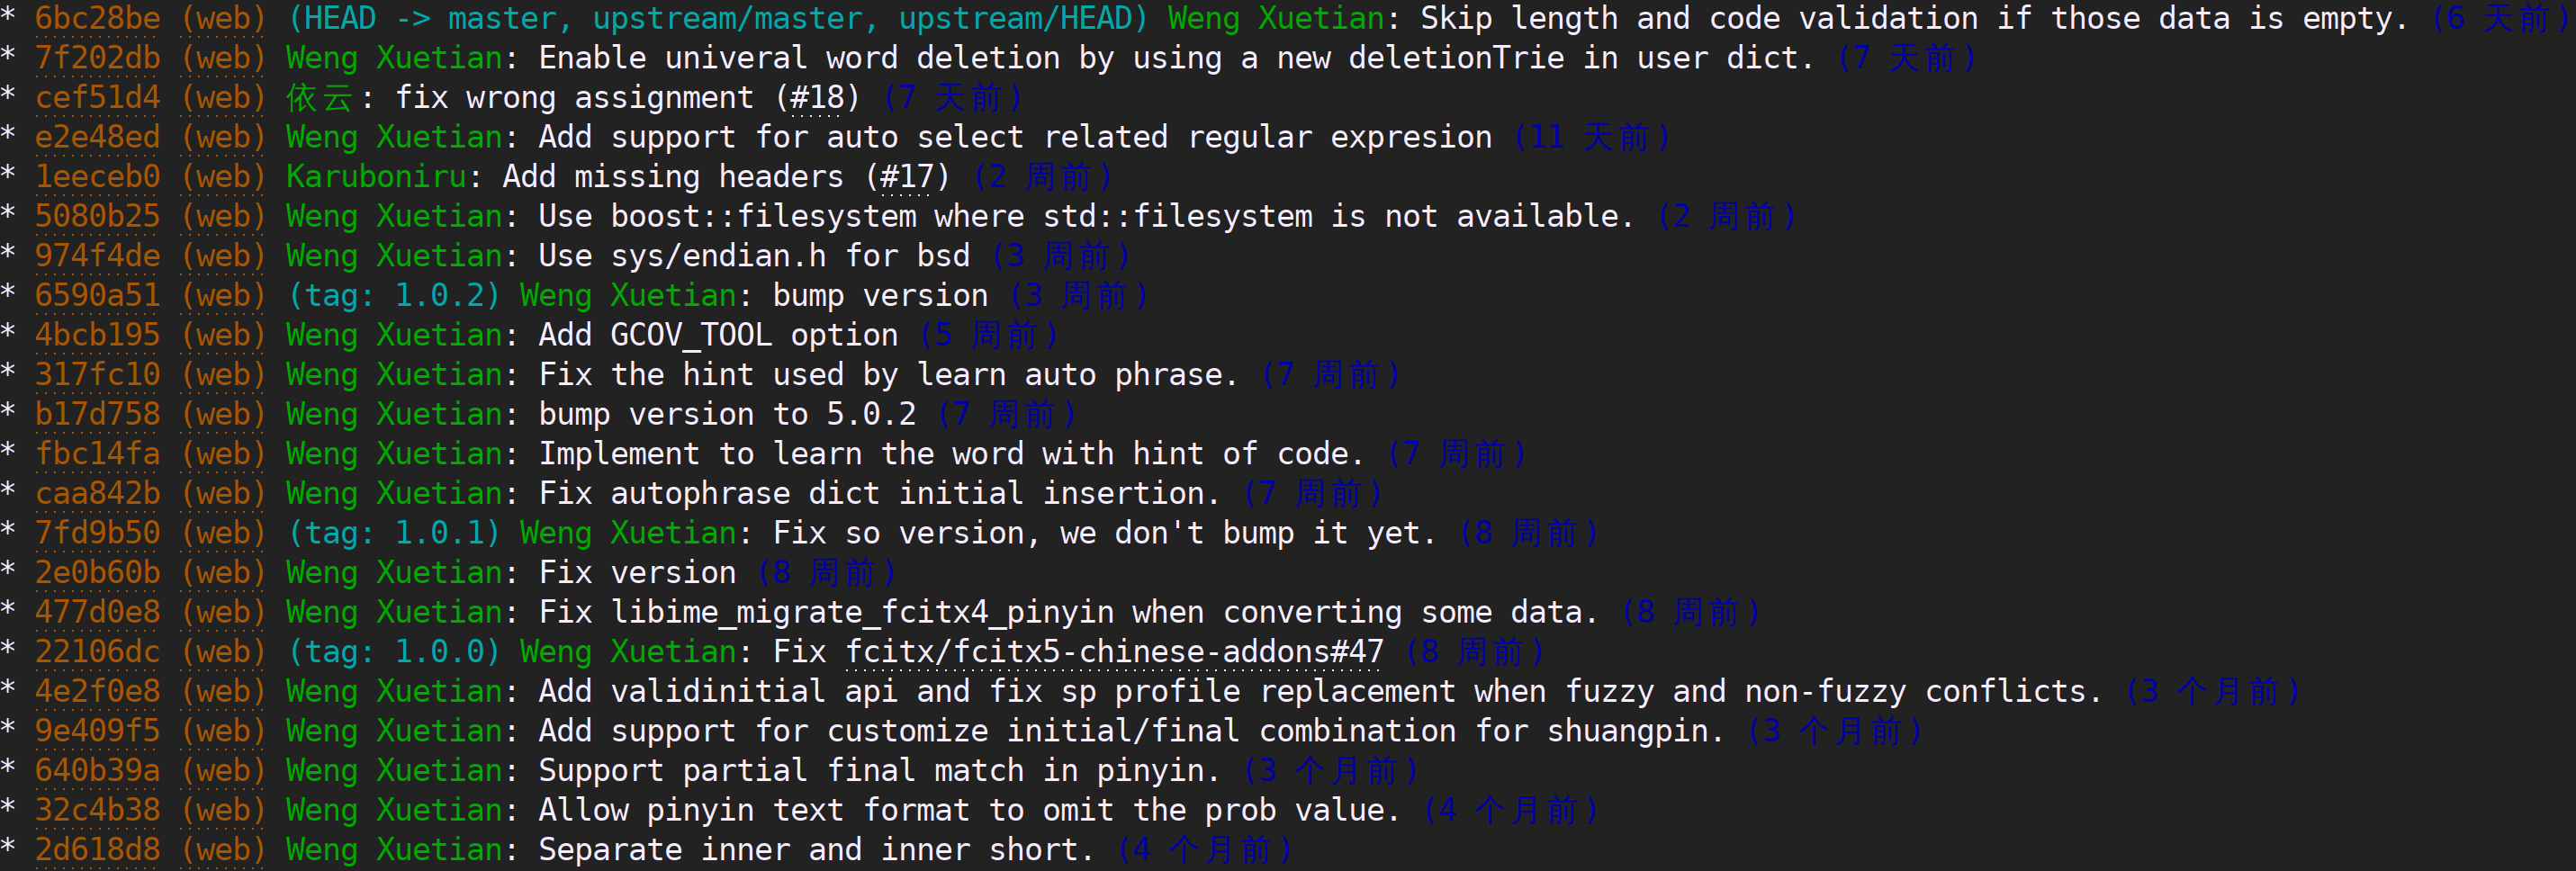 * 6bc28be (web) (HEAD -> master, upstream/master, upstream/HEAD) Weng Xuetian: Skip length and code validation if those data is empty. (6 天前)
* 7f202db (web) Weng Xuetian: Enable univeral word deletion by using a new deletionTrie in user dict. (7 天前)
* cef51d4 (web) 依云: fix wrong assignment (#18) (7 天前)
* e2e48ed (web) Weng Xuetian: Add support for auto select related regular expresion (11 天前)
* 1eeceb0 (web) Karuboniru: Add missing headers (#17) (2 周前)
* 5080b25 (web) Weng Xuetian: Use boost::filesystem where std::filesystem is not available. (2 周前)
* 974f4de (web) Weng Xuetian: Use sys/endian.h for bsd (3 周前)
* 6590a51 (web) (tag: 1.0.2) Weng Xuetian: bump version (3 周前)
* 4bcb195 (web) Weng Xuetian: Add GCOV_TOOL option (5 周前)
* 317fc10 (web) Weng Xuetian: Fix the hint used by learn auto phrase. (7 周前)
* b17d758 (web) Weng Xuetian: bump version to 5.0.2 (7 周前)
* fbc14fa (web) Weng Xuetian: Implement to learn the word with hint of code. (7 周前)
* caa842b (web) Weng Xuetian: Fix autophrase dict initial insertion. (7 周前)
* 7fd9b50 (web) (tag: 1.0.1) Weng Xuetian: Fix so version, we don't bump it yet. (8 周前)
* 2e0b60b (web) Weng Xuetian: Fix version (8 周前)
* 477d0e8 (web) Weng Xuetian: Fix libime_migrate_fcitx4_pinyin when converting some data. (8 周前)
* 22106dc (web) (tag: 1.0.0) Weng Xuetian: Fix fcitx/fcitx5-chinese-addons#47 (8 周前)
* 4e2f0e8 (web) Weng Xuetian: Add validinitial api and fix sp profile replacement when fuzzy and non-fuzzy conflicts. (3 个月前)
* 9e409f5 (web) Weng Xuetian: Add support for customize initial/final combination for shuangpin. (3 个月前)
* 640b39a (web) Weng Xuetian: Support partial final match in pinyin. (3 个月前)
* 32c4b38 (web) Weng Xuetian: Allow pinyin text format to omit the prob value. (4 个月前)
* 2d618d8 (web) Weng Xuetian: Separate inner and inner short. (4 个月前)